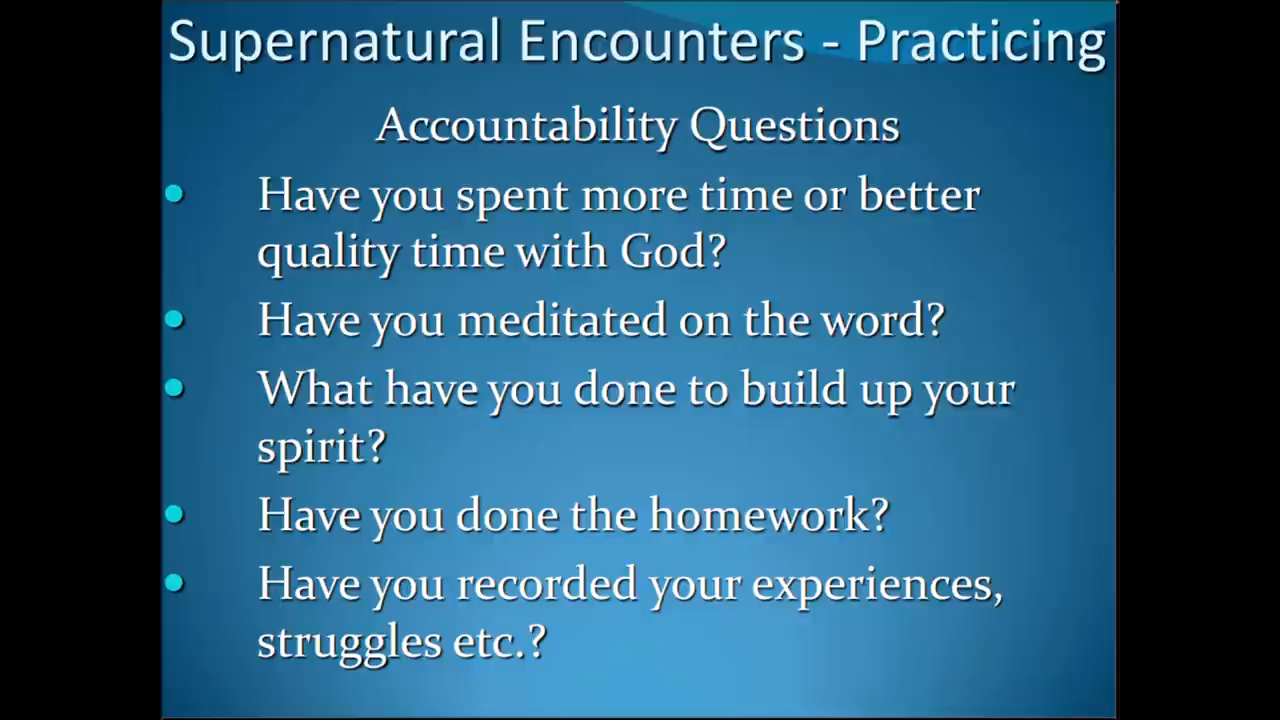 Supernatural Encounters - Practicing
Accountability Questions
• Have you spent more time or better
quality time with God?
• Have you meditated on the word?
• What have you done to build up your
spirit?
• Have you done the homework?
• Have you recorded your experiences,
struggles etc.?